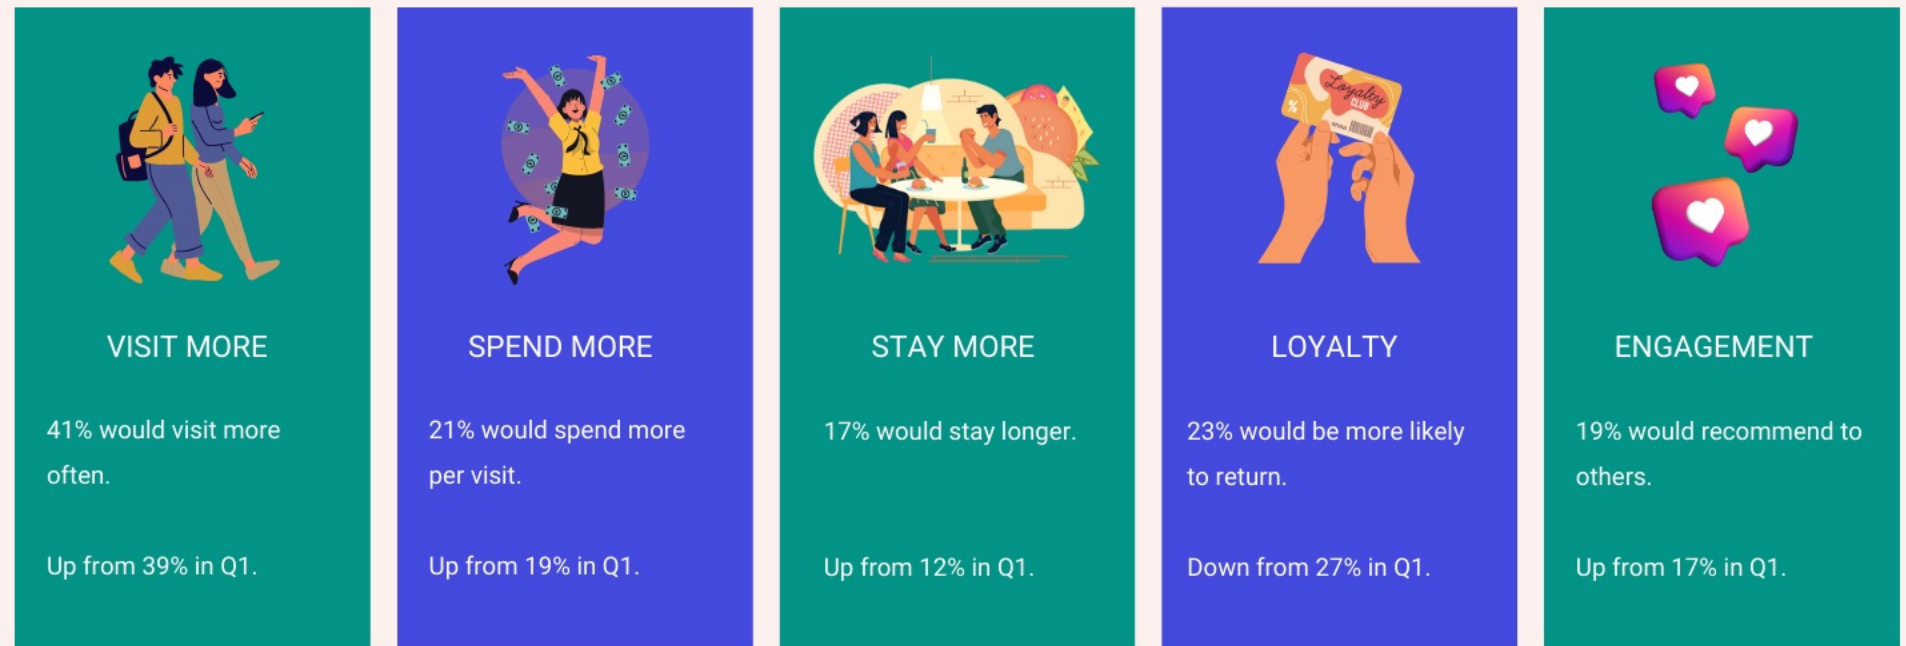 Loyalty
CLUB
%
VISIT MORE
41% would visit more
often.
Up from 39% in Q1.
SPEND MORE
21% would spend more
per visit.
Up from 19% in Q1.
STAY MORE
17% would stay longer.
Up from 12% in Q1.
LOYALTY
23% would be more likely
to return.
Down from 27% in Q1.
ENGAGEMENT
19% would recommend to
others.
Up from 17% in Q1.